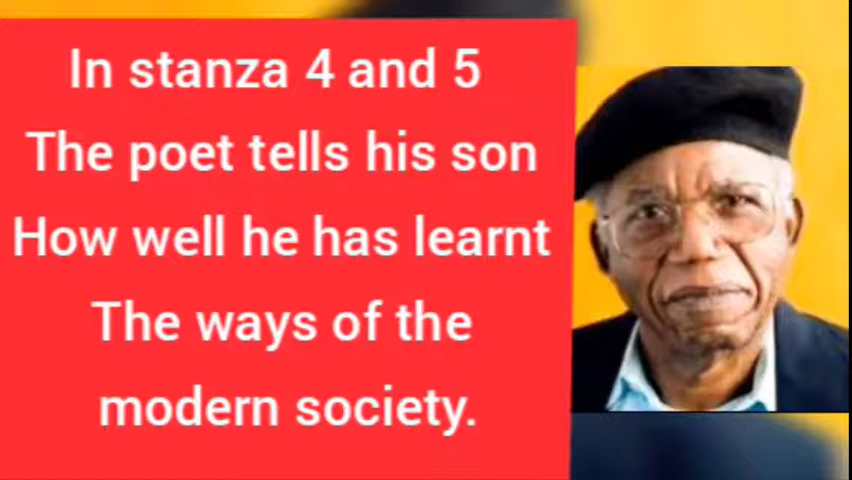 In stanza 4 and 5
The poet tells his son
How well he has learnt
The ways of the
modern society.